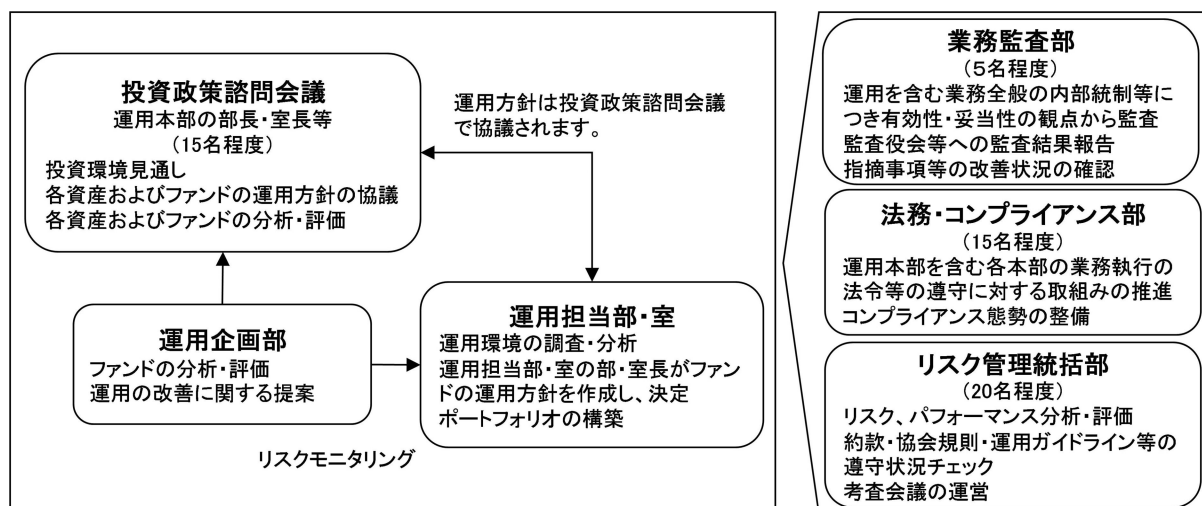 投資政策諮問会議
運用本部の部長・室長等
(15名程度)
投資環境見通し
各資産およびファンドの運用方針の協議
各資産およびファンドの分析・評価
運用方針は投資政策諮問会議
で協議されます。
運用企画部
ファンドの分析・評価
運用の改善に関する提案
運用担当部・室
運用環境の調査・分析
運用担当部・室の部・室長がファン
ドの運用方針を作成し、決定
ポートフォリオの構築
リスクモニタリング
業務監査部
(5名程度)
運用を含む業務全般の内部統制等に
つき有効性・妥当性の観点から監査
監査役会等への監査結果報告
指摘事項等の改善状況の確認
法務・コンプライアンス部
(15名程度)
運用本部を含む各本部の業務執行の
法令等の遵守に対する取組みの推進
コンプライアンス態勢の整備
リスク管理統括部
(20名程度)
リスク、パフォーマンス分析・評価
約款・協会規則・運用ガイドライン等の
遵守状況チェック
考査会議の運営